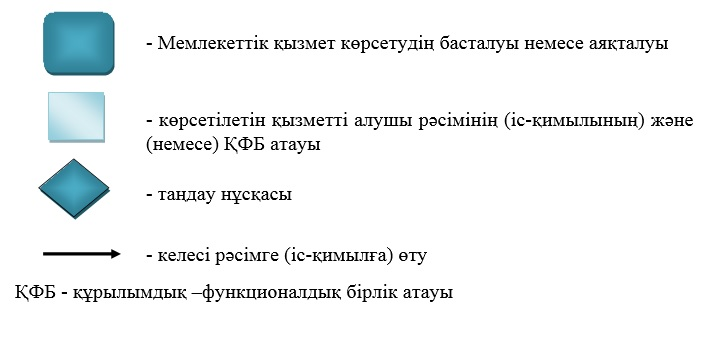 - Мемлекеттік қызмет көрсетудің басталуы немесе аяқталуы
- көрсетілетін қызметті алушы рәсімінің (іс-қимылының) және
(немесе) ҚФБ атауы
- таңдау нұсқасы
- келесі рәсімге (іс-қимылға) өту
ҚФБ - құрылымдық –функционалдық бірлік атауы